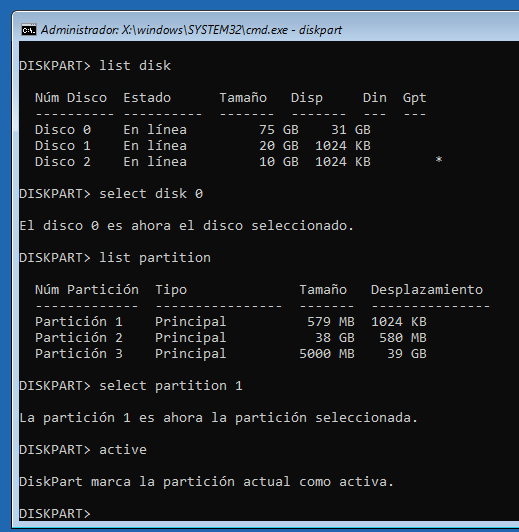 Administrador: X:\windows\SYSTEM32\cmd.exe - diskpart
DISKPART> list disk
Núm Disco  Estado      Tamaño   Disp     Din  Gpt
---------- ---------- ------- ------- --- ---
Disco 0    En línea        75 GB    31 GB
Disco 1    En línea        20 GB  1024 KB
Disco 2    En línea        10 GB  1024 KB        *
DISKPART> select disk 0
El disco 0 es ahora el disco seleccionado.
DISKPART> list partition
Núm Partición  Tipo              Tamaño   Desplazamiento
------------- ---------------- ------- ---------------
Partición 1    Principal          579 MB  1024 KB
Partición 2    Principal           38 GB   580 MB
Partición 3    Principal         5000 MB    39 GB
DISKPART> select partition 1
La partición 1 es ahora la partición seleccionada.
DISKPART> active
DiskPart marca la partición actual como activa.
DISKPART>